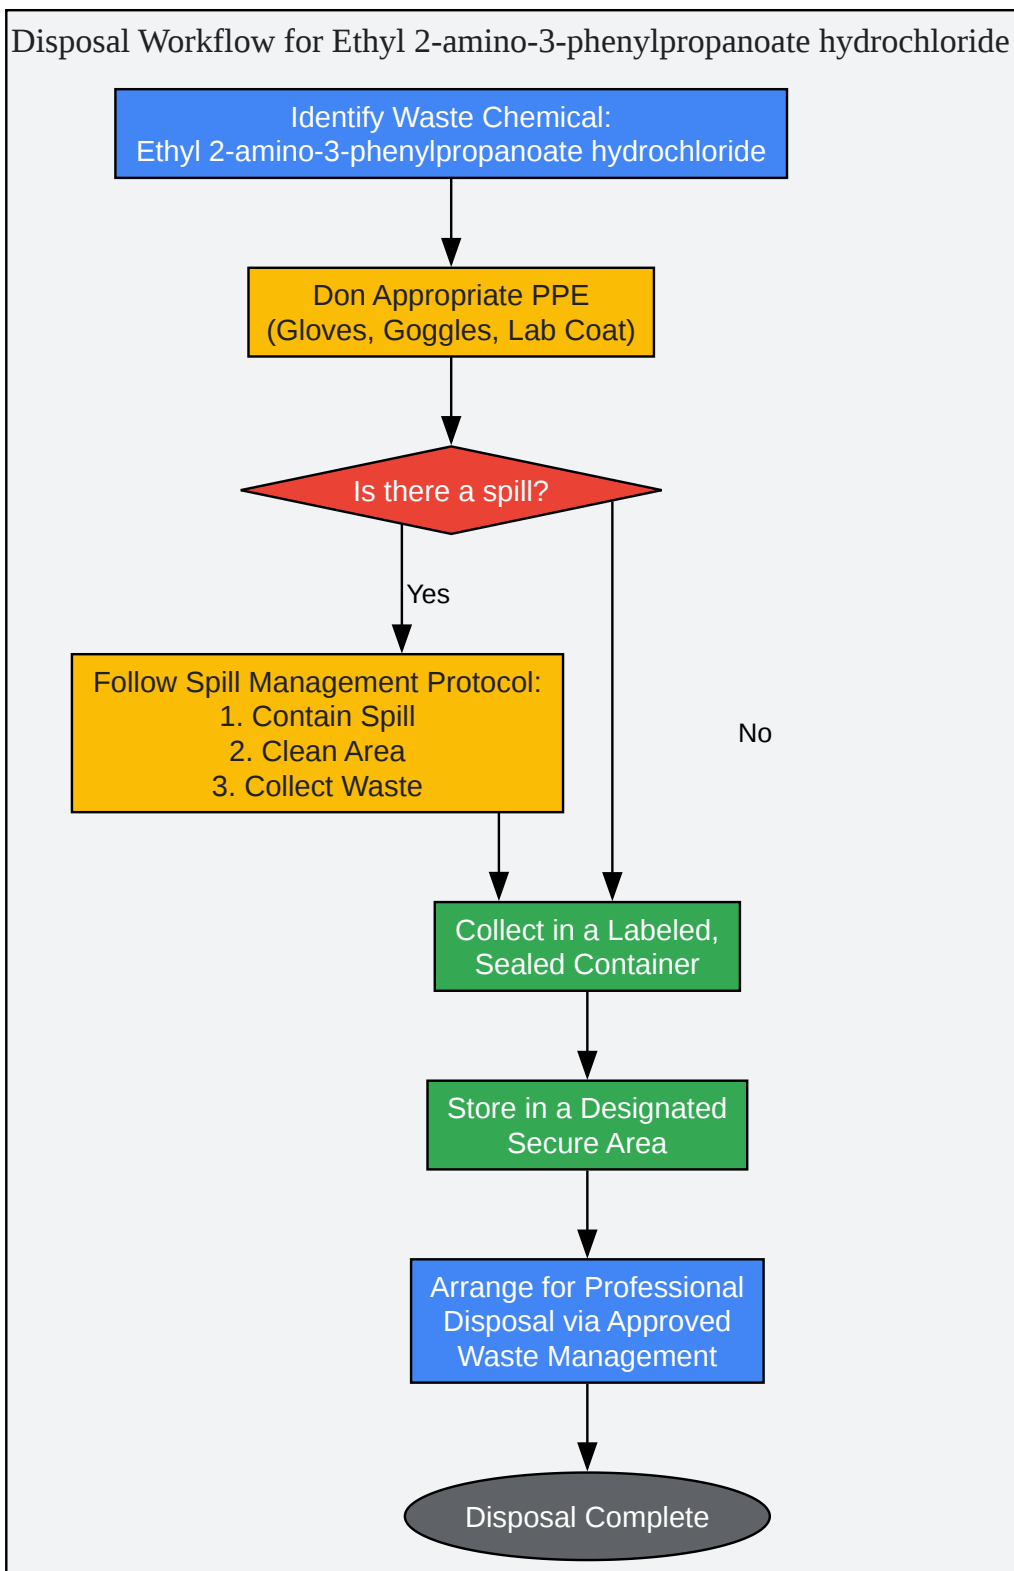 Disposal Workflow for Ethyl 2-amino-3-phenylpropanoate hydrochloride
Identify Waste Chemical:
Ethyl 2-amino-3-phenylpropanoate hydrochloride
Don Appropriate PPE
(Gloves, Goggles, Lab Coat)
Is there a spill?
Yes
Follow Spill Management Protocol:
1. Contain Spill
2. Clean Area
3. Collect Waste
No
Collect in a Labeled,
Sealed Container
Store in a Designated
Secure Area
Arrange for Professional
Disposal via Approved
Waste Management
Disposal Complete